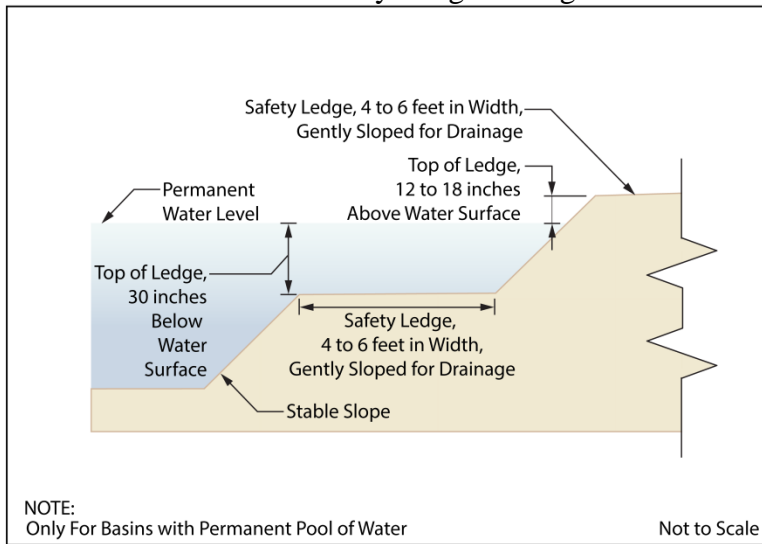 Safety Ledge, 4 to 6 feet in Width,
Gently Sloped for Drainage
Top of Ledge,
12 to 18 inches
Above Water Surface
Permanent
Water Level
Top of Ledge,
30 inches
Below
Water
Surface
Safety Ledge,
4 to 6 feet in Width,
Gently Sloped for Drainage
Stable Slope
NOTE:
Only For Basins with Permanent Pool of Water
Not to Scale